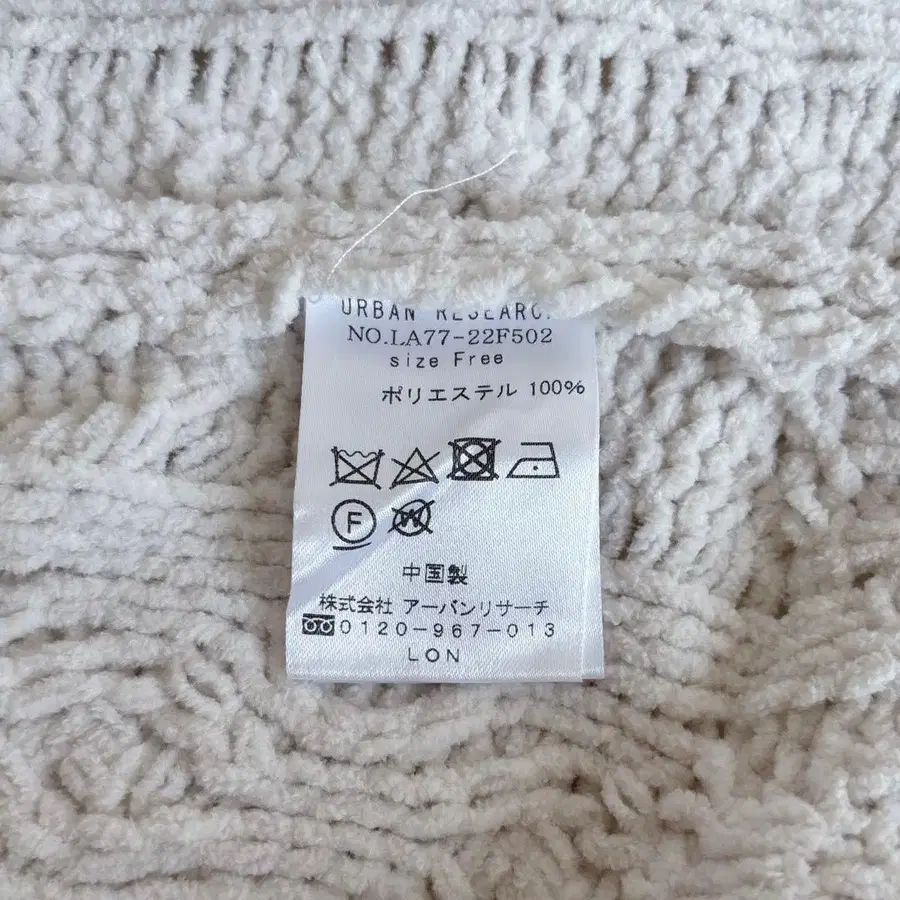 URBAN RESEARC
NO.LA77-22F502
size Free
ポリエステル 100%
F W
中国製
株式会社 アーバンリサーチ
0120-967-013
LON